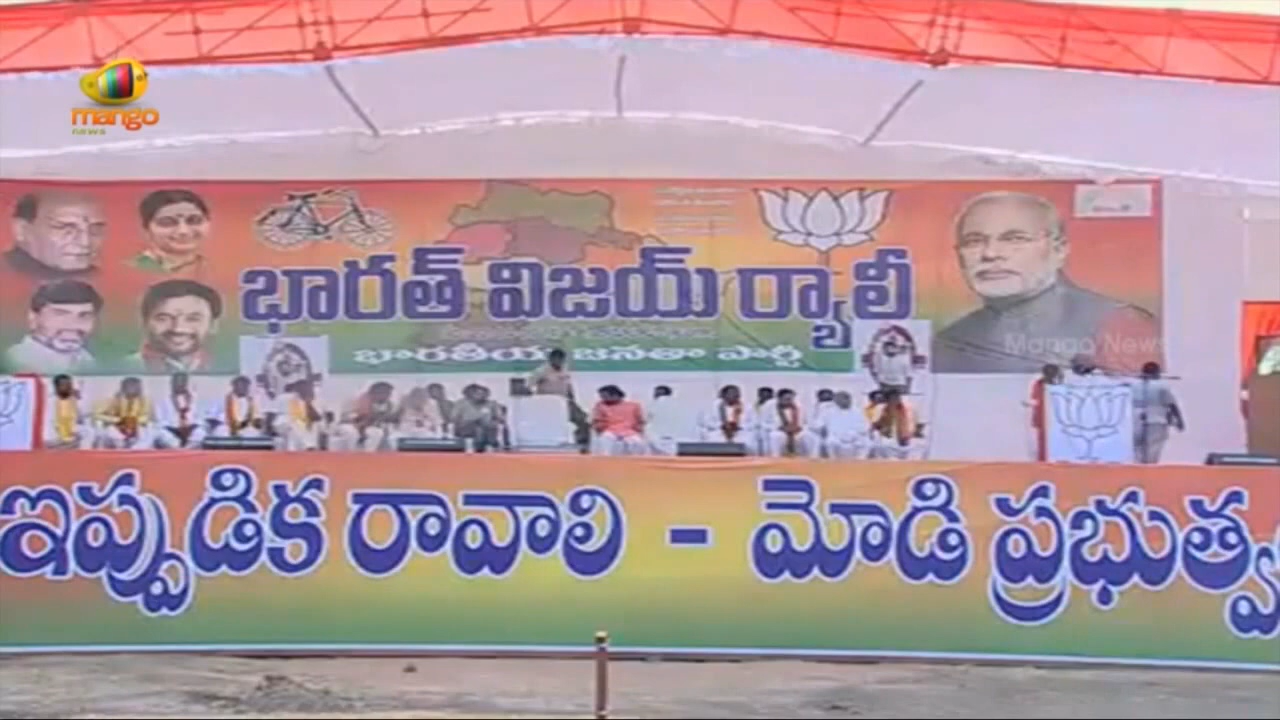 mango
news
భారత్ విజయ్ ర్యాలీ
భారతీయ జనతా పార్టీ
Mango News
ఇప్పుడిక రావాలి - మోడి ప్రభుత్వ